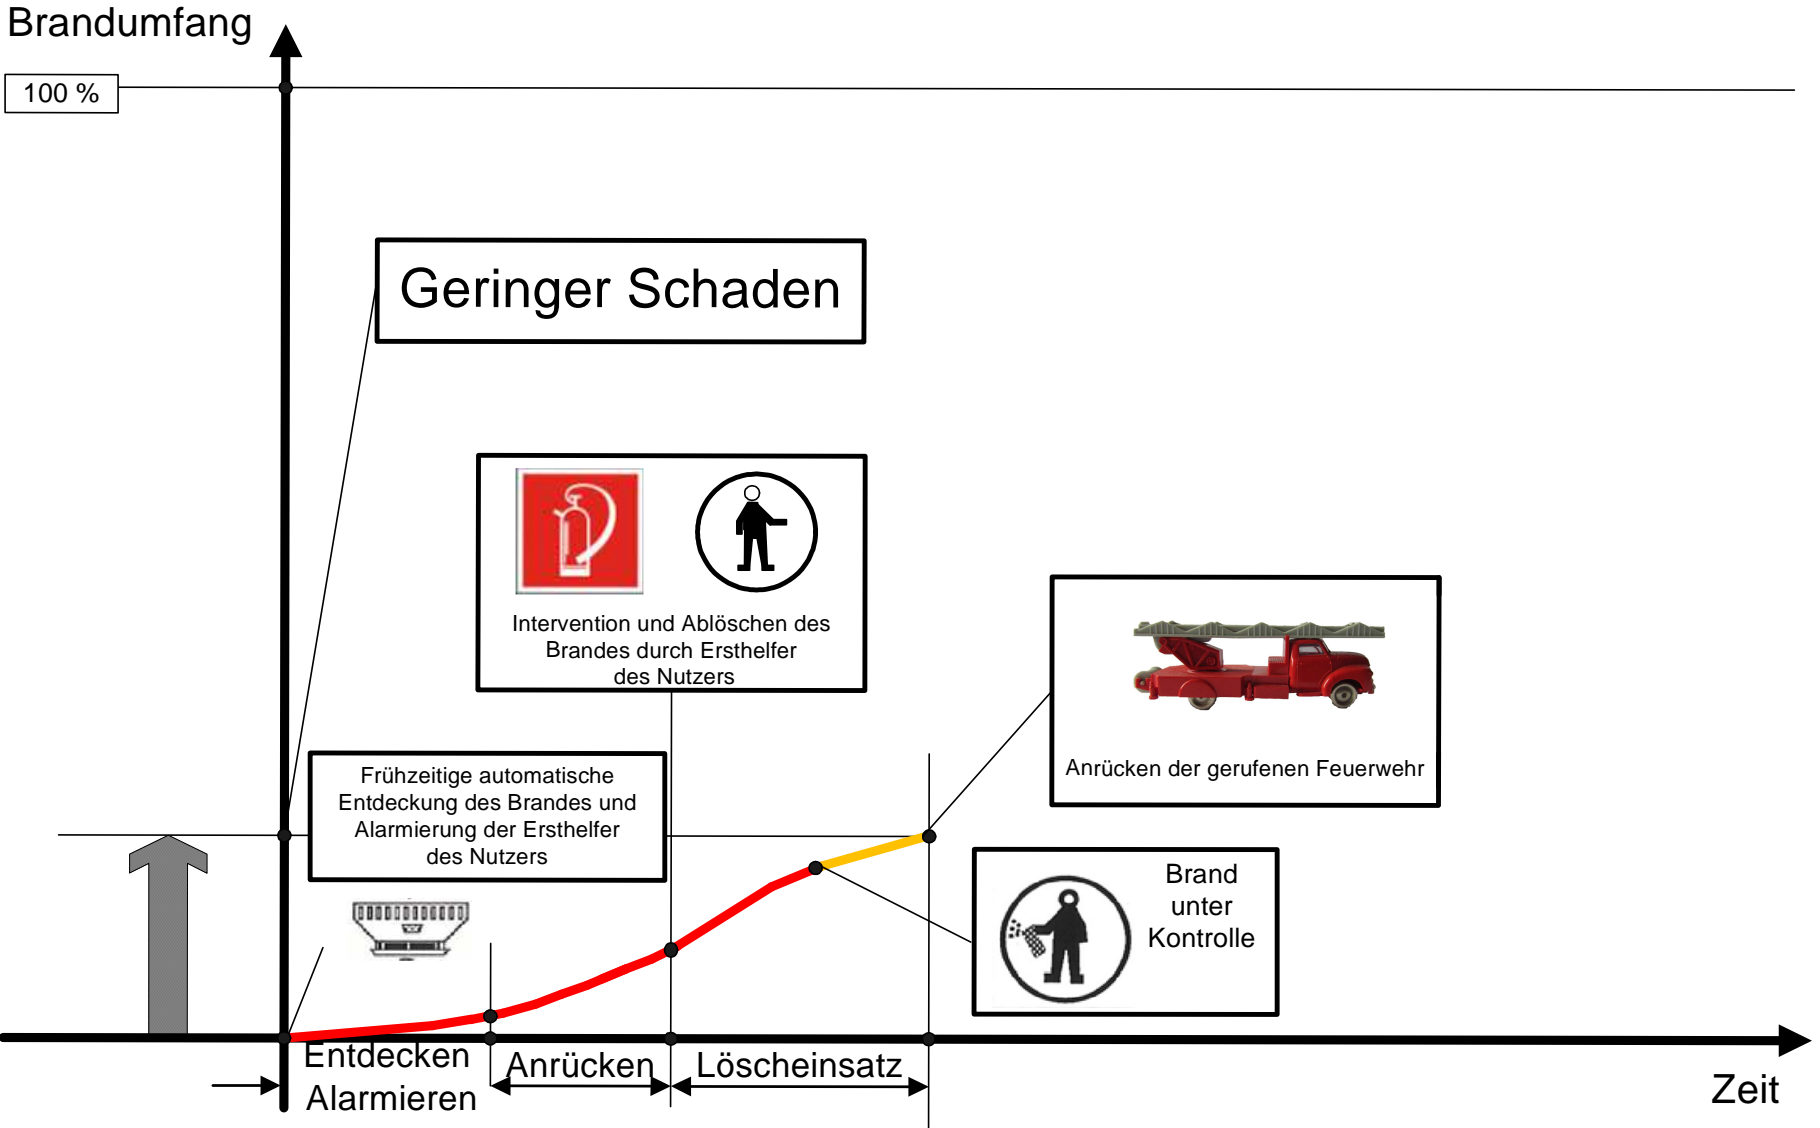 Brandumfang
100 %
Geringer Schaden
Intervention und Ablöschen des
Brandes durch Ersthelfer
des Nutzers
Anrücken der gerufenen Feuerwehr
Frühzeitige automatische
Entdeckung des Brandes und
Alarmierung der Ersthelfer
des Nutzers
Brand
unter
Kontrolle
Entdecken
Alarmieren
Anrücken
Löscheinsatz
Zeit